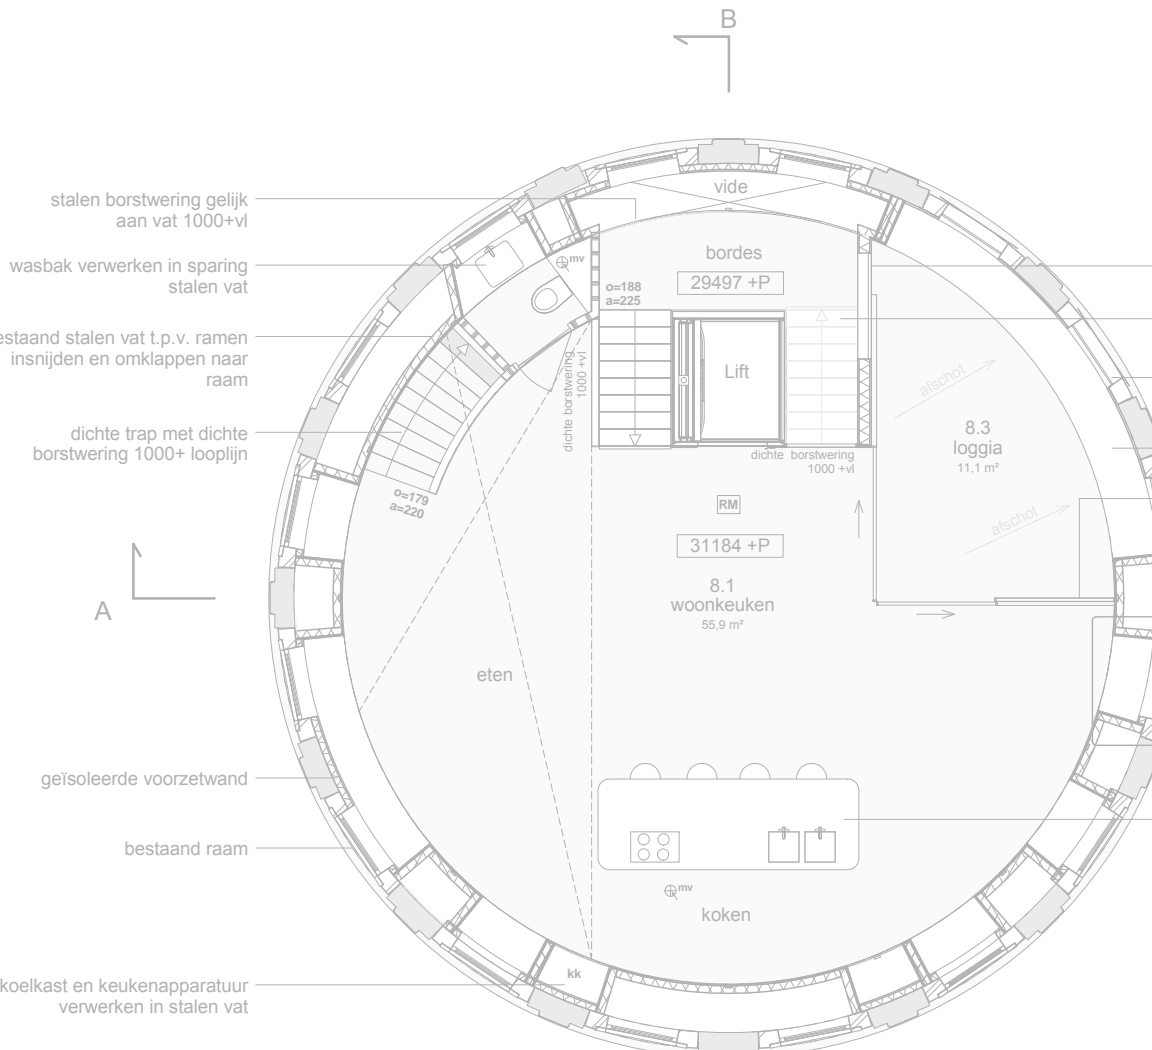 B
stalen borstwering gelijk
aan vat 1000+vl
wasbak verwerken in sparing
stalen vat
estaand stalen vat t.p.v. ramen
insnijden en omklappen naar
raam
dichte trap met dichte
borstwering 1000+ looplijn
A
geïsoleerde voorzetwand
bestaand raam
koelkast en keukenapparatuur
verwerken in stalen vat
vide
bordes
29497 +P
mv
o=188
a=225
Lift
dichte borstwering
1000 +vl
dichte borstwering
1000 +vl
o=179
a=220
afschot
8.3
loggia
11,1 m²
afschot
RM
31184 +P
8.1
woonkeuken
55,9 m²
eten
mv
koken
kk